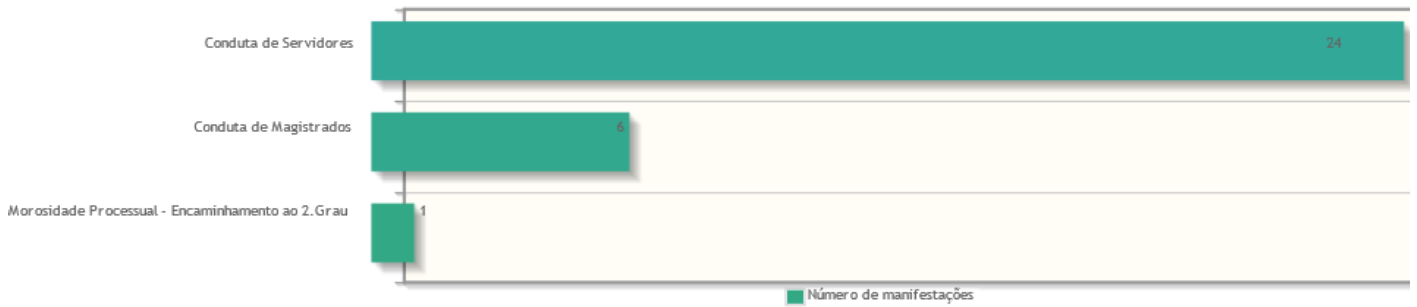 Conduta de Servidores
24
Conduta de Magistrados
6
Morosidade Processual - Encaminhamento ao 2.Grau
1
Número de manifestações